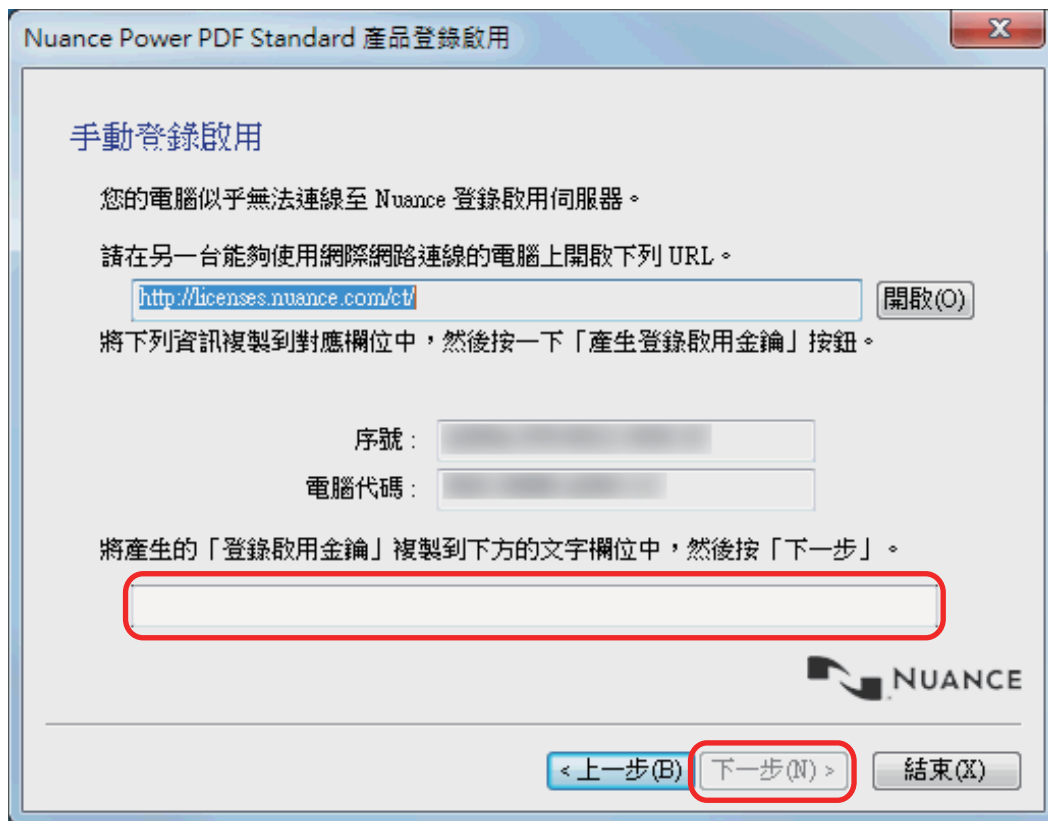 Nuance Power PDF Standard 產品登錄啟用
手動登錄啟用
您的電腦似乎無法連線至 Nuance 登錄啟用伺服器。
請在另一台能夠使用網際網路連線的電腦上開啟下列 URL。
http://licenses.nuance.com/ct/
開啟(O)
將下列資訊複製到對應欄位中，然後按一下「產生登錄啟用金鑰」按鈕。
序號：
電腦代碼：
將產生的「登錄啟用金鑰」複製到下方的文字欄位中，然後按「下一步」。
NUANCE
<上一步(B) 下一步(N) > 結束(X)